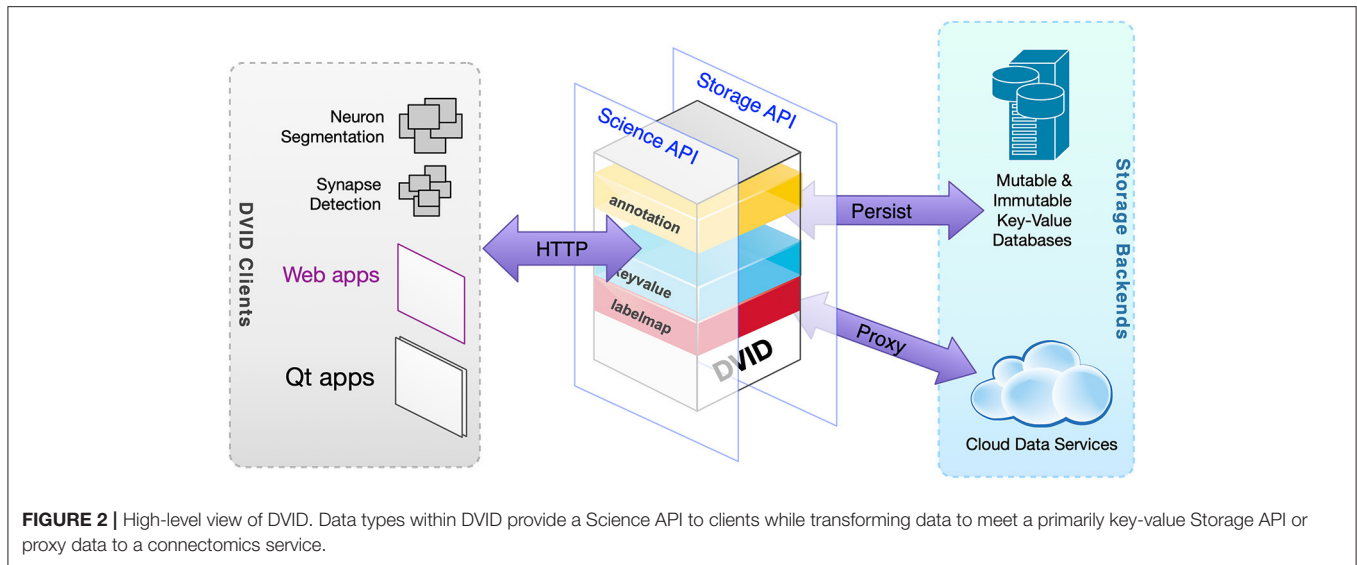 DVID Clients
Neuron
Segmentation
Synapse
Detection
Web apps
Qt apps
HTTP
Science API
Storage API
annotation
keyvalue
labelmap
DVID
Persist
Proxy
Mutable &
Immutable
Key-Value
Databases
Cloud Data Services
Storage Backends
FIGURE 2 | High-level view of DVID. Data types within DVID provide a Science API to clients while transforming data to meet a primarily key-value Storage API or
proxy data to a connectomics service.